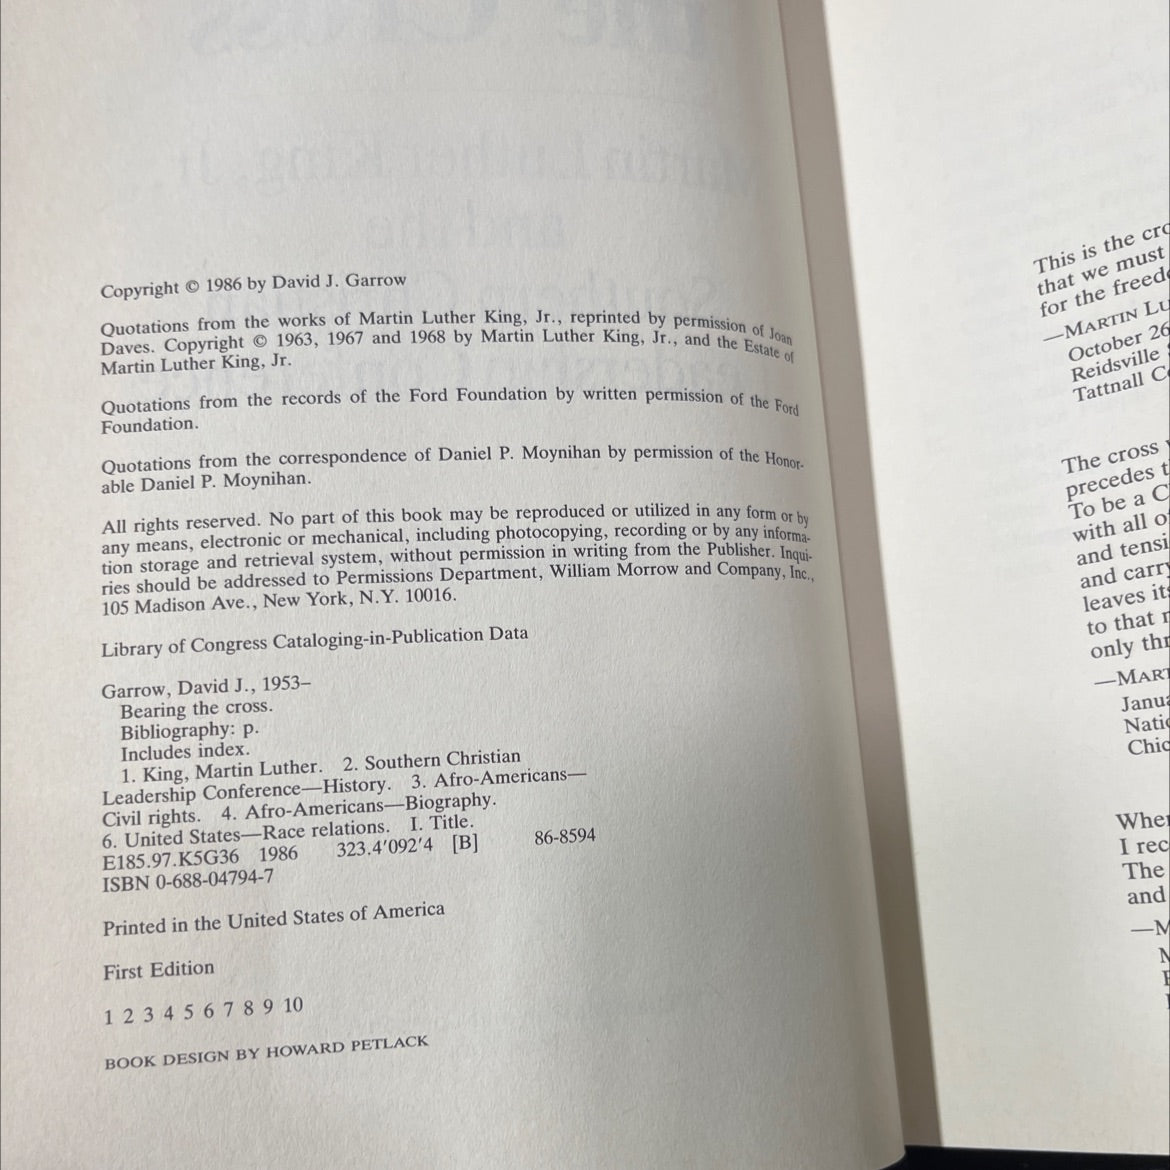 Copyright © 1986 by David J. Garrow
Quotations from the works of Martin Luther King, Jr., reprinted by permission of Joan
Daves. Copyright © 1963, 1967 and 1968 by Martin Luther King, Jr., and the Estate of
Martin Luther King, Jr.
Quotations from the records of the Ford Foundation by written permission of the Ford
Foundation.
Quotations from the correspondence of Daniel P. Moynihan by permission of the Honor-
able Daniel P. Moynihan.
All rights reserved. No part of this book may be reproduced or utilized in any form or by
any means, electronic or mechanical, including photocopying, recording or by any informa-
tion storage and retrieval system, without permission in writing from the Publisher. Inqui-
ries should be addressed to Permissions Department, William Morrow and Company, Inc.,
105 Madison Ave., New York, N.Y. 10016.
Library of Congress Cataloging-in-Publication Data
Garrow, David J., 1953–
Bearing the cross.
Bibliography: p.
Includes index.
1. King, Martin Luther. 2. Southern Christian
Leadership Conference—History. 3. Afro-Americans—
Civil rights. 4. Afro-Americans—Biography.
6. United States—Race relations. I. Title.
E185.97.K5G36 1986 323.4'092'4 [B] 86-8594
ISBN 0-688-04794-7
Printed in the United States of America
First Edition
1 2 3 4 5 6 7 8 9 10
BOOK DESIGN BY HOWARD PETLACK
This is the
that we must
for the
—MARTIN
October 26
Reidsville
Tattnall
The cross
precedes
To be a
with all
and
and carry
leaves
to that
only
Whe
I
The
and